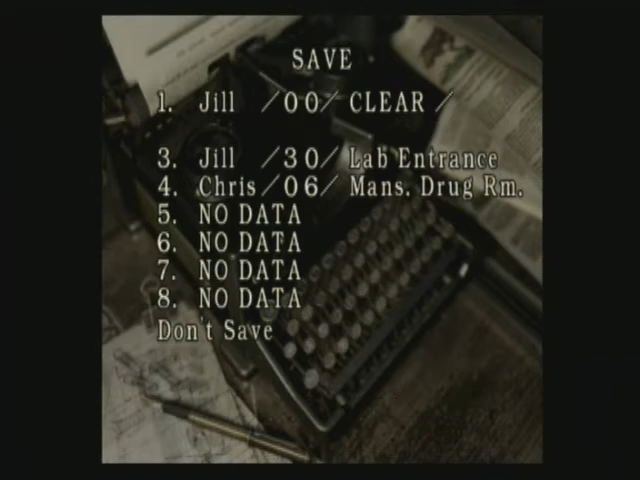 SAVE
1. Jill /00/ CLEAR /
3. Jill /30/ Lab Entrance
4. Chris/06/ Mans. Drug Rm.
5. NO DATA
6. NO DATA
7. NO DATA
8. NO DATA
Don't Save